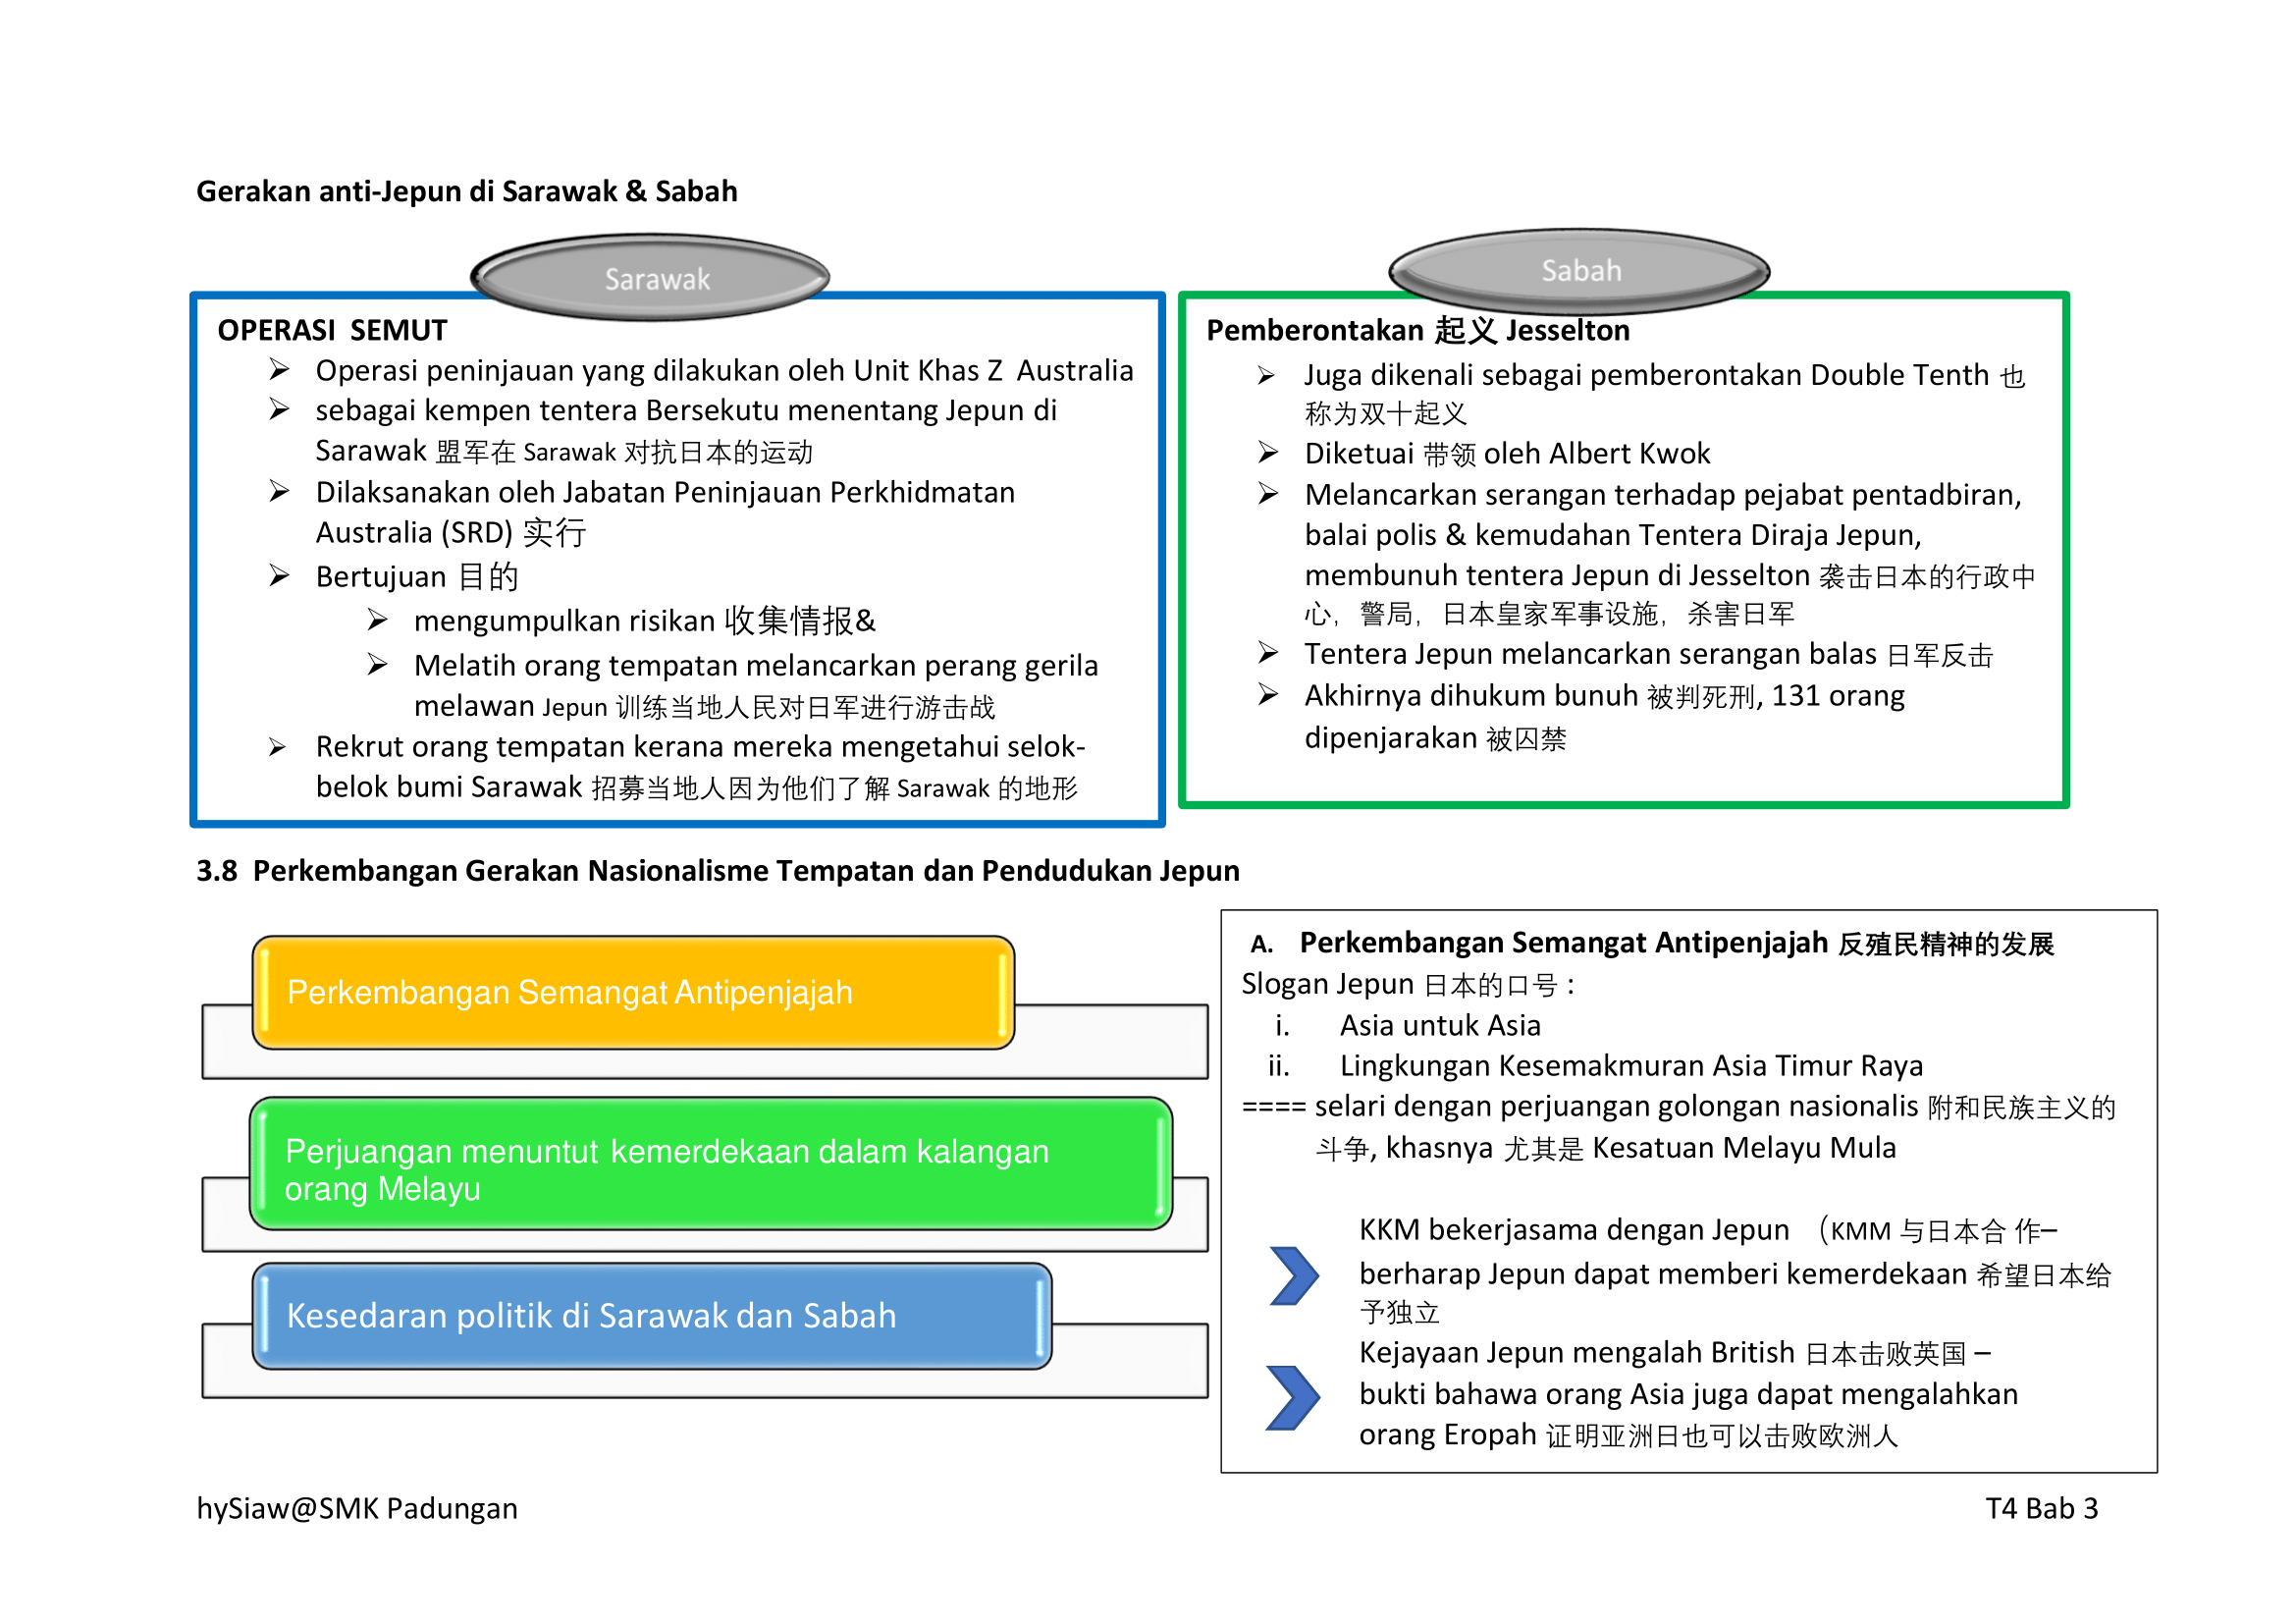 Gerakan anti-Jepun di Sarawak & Sabah
Sarawak
OPERASI SEMUT
➢ Operasi peninjauan yang dilakukan oleh Unit Khas Z Australia
➢ sebagai kempen tentera Bersekutu menentang Jepun di
Sarawak 盟军在 Sarawak 对抗日本的运动
➢ Dilaksanakan oleh Jabatan Peninjauan Perkhidmatan
Australia (SRD) 实行
➢ Bertujuan 目的
➢ mengumpulkan risikan 收集情报&
➢ Melatih orang tempatan melancarkan perang gerila
melawan Jepun 训练当地人民对日军进行游击战
➢ Rekrut orang tempatan kerana mereka mengetahui selok-
belok bumi Sarawak 招募当地人因为他们了解 Sarawak 的地形
Sabah
Pemberontakan 起义 Jesselton
➢ Juga dikenali sebagai pemberontakan Double Tenth 也
称为双十起义
➢ Diketuai 带领 oleh Albert Kwok
➢ Melancarkan serangan terhadap pejabat pentadbiran,
balai polis & kemudahan Tentera Diraja Jepun,
membunuh tentera Jepun di Jesselton 袭击日本的行政中
心，警局，日本皇家军事设施，杀害日军
➢ Tentera Jepun melancarkan serangan balas 日军反击
➢ Akhirnya dihukum bunuh 被判死刑, 131 orang
dipenjarakan 被囚禁
3.8 Perkembangan Gerakan Nasionalisme Tempatan dan Pendudukan Jepun
Perkembangan Semangat Antipenjajah
Perjuangan menuntut kemerdekaan dalam kalangan
orang Melayu
Kesedaran politik di Sarawak dan Sabah
A. Perkembangan Semangat Antipenjajah 反殖民精神的发展
Slogan Jepun 日本的口号 :
i. Asia untuk Asia
ii. Lingkungan Kesemakmuran Asia Timur Raya
==== selari dengan perjuangan golongan nasionalis 附和民族主义的
斗争, khasnya 尤其是 Kesatuan Melayu Mula
KKM bekerjasama dengan Jepun （KMM 与日本合 作–
berharap Jepun dapat memberi kemerdekaan 希望日本给
予独立
Kejayaan Jepun mengalah British 日本击败英国 –
bukti bahawa orang Asia juga dapat mengalahkan
orang Eropah 证明亚洲日也可以击败欧洲人
hySiaw@SMK Padungan
T4 Bab 3